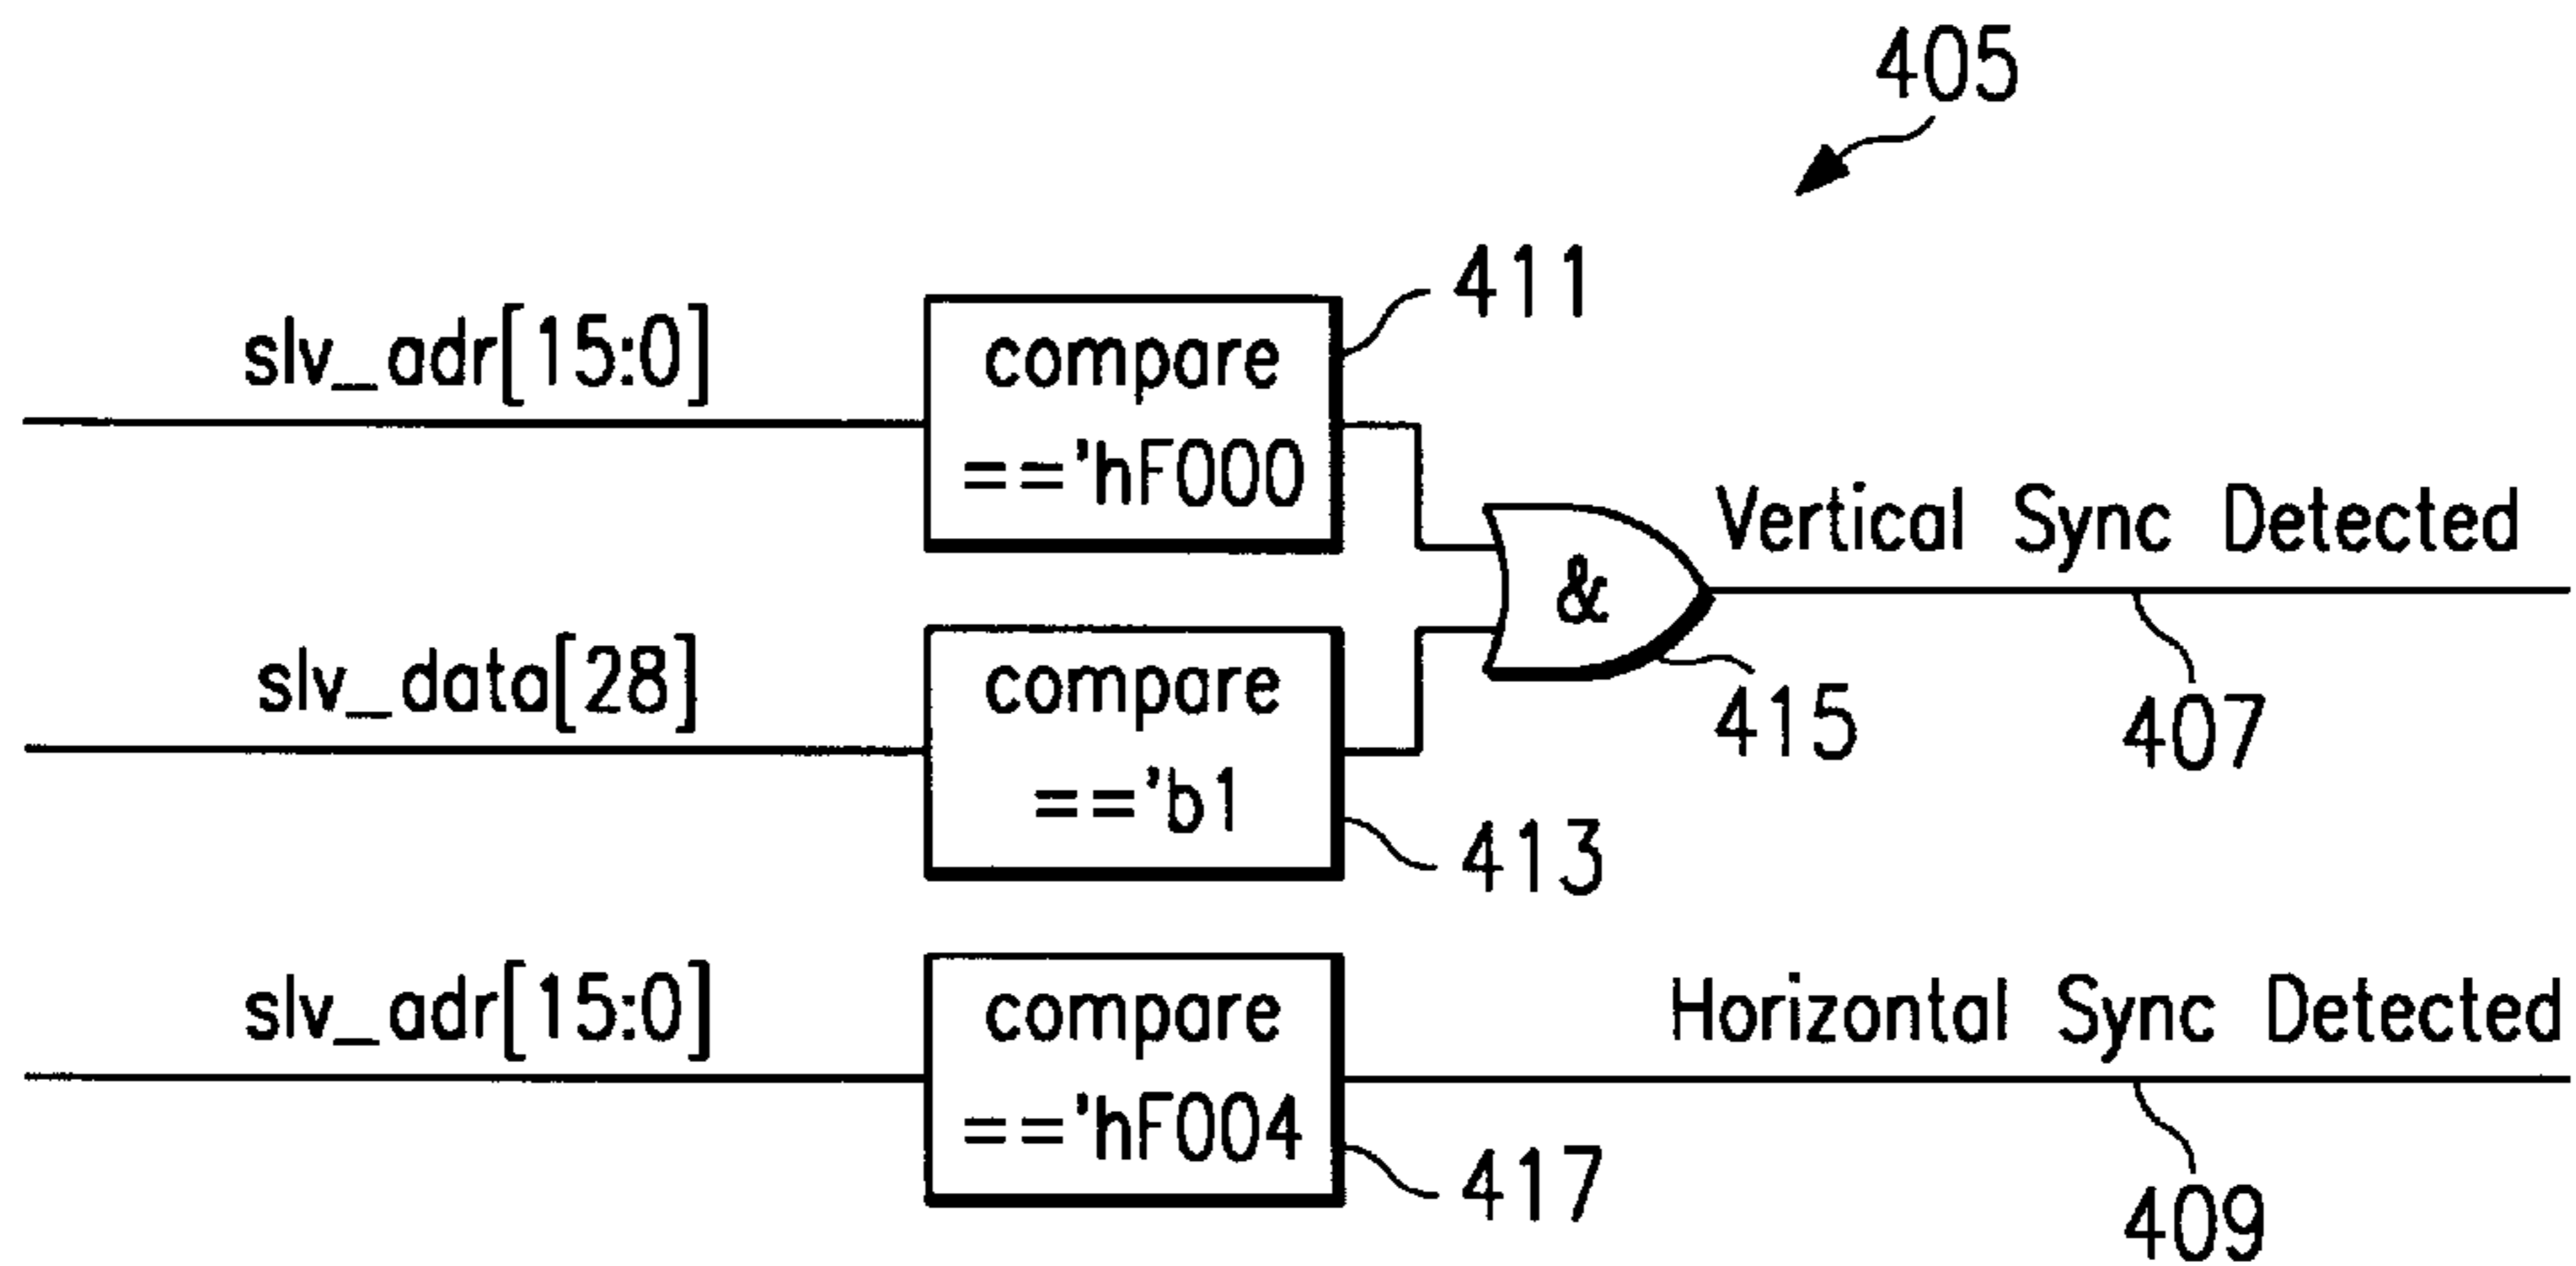 405
411
slv_adr[15:0]
compare
=='hF000
Vertical Sync Detected
&
415
407
slv_data[28]
compare
=='b1
413
slv_adr[15:0]
compare
=='hF004
Horizontal Sync Detected
417
409